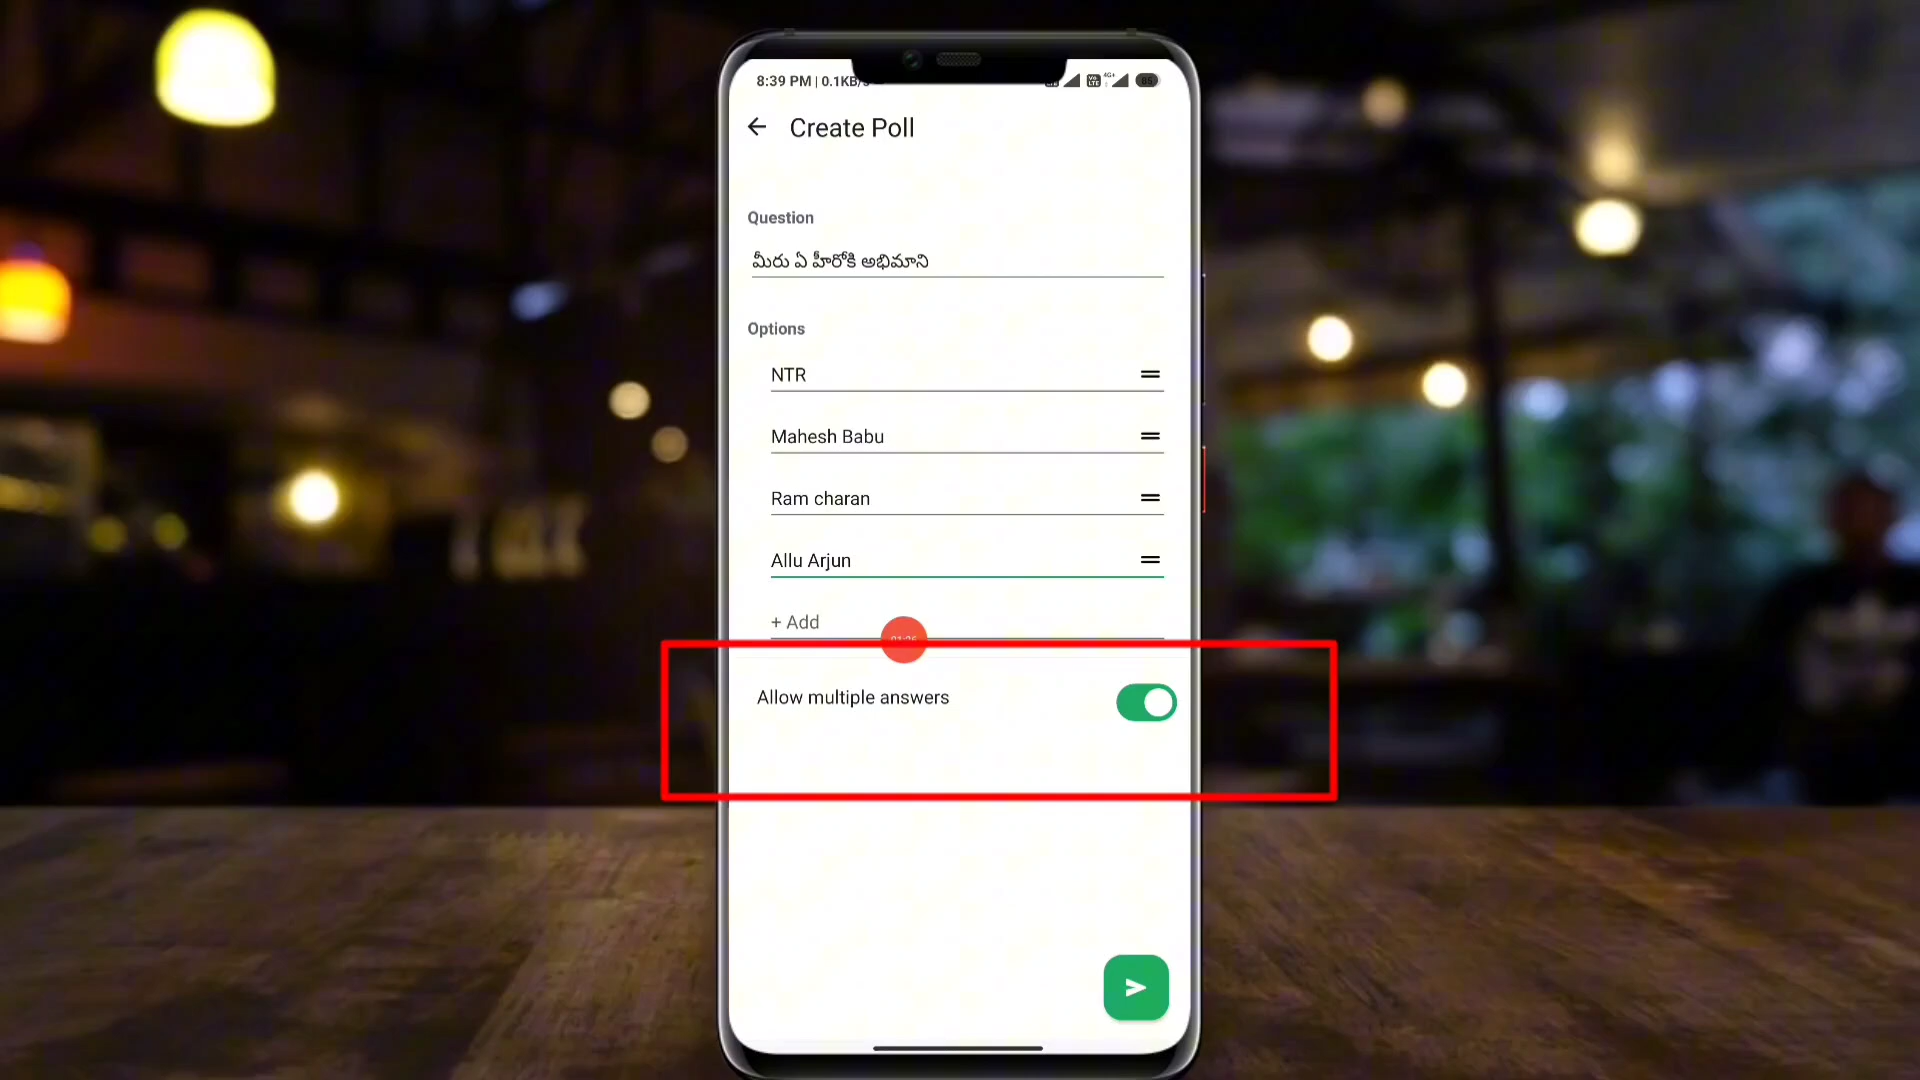 8:39 PM | 0.1KB/s
Create Poll
Question
మీరు ఏ హీరోకి అభిమాని
Options
NTR
Mahesh Babu
Ram charan
Allu Arjun
+ Add
Allow multiple answers